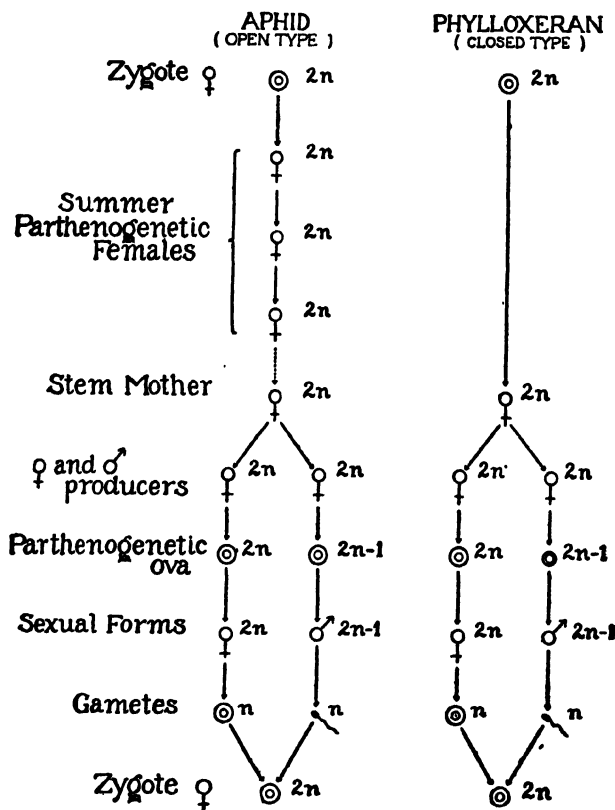 APHID PHYLLOXERAN
( OPEN TYPE ) ( CLOSED TYPE )
Zygote ♀ 2n 2n
2n
Summer
Parthenogenetic 2n
Females
2n
Stem Mother 2n 2n
♀ and ♂ 2n 2n 2n 2n
producers
Parthenogenetic 2n 2n-1 2n 2n-1
ova
Sexual Forms 2n 2n-1 2n 2n-1
Gametes n n n n
Zygote ♀ 2n 2n